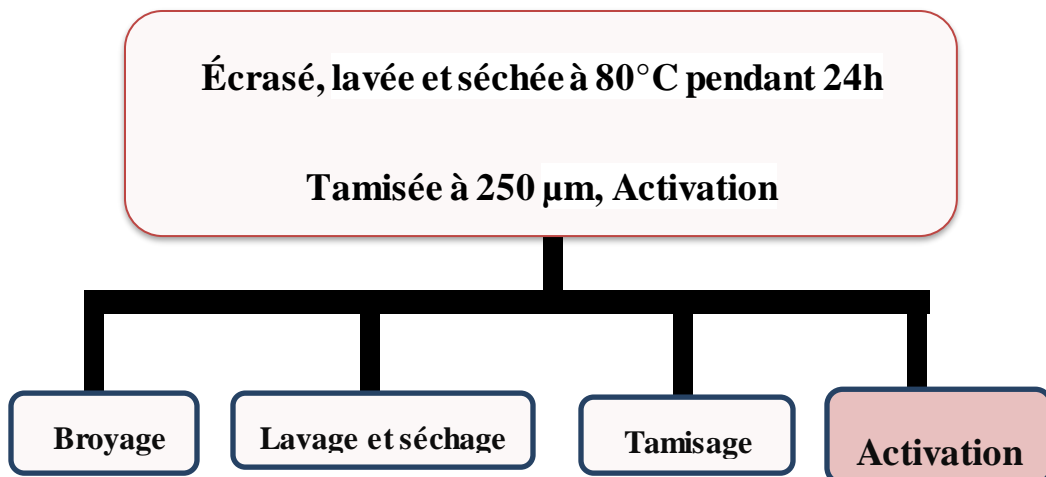 Écrasé, lavée et séchée à 80°C pendant 24h
Tamisée à 250 µm, Activation
Broyage
Lavage et séchage
Tamisage
Activation